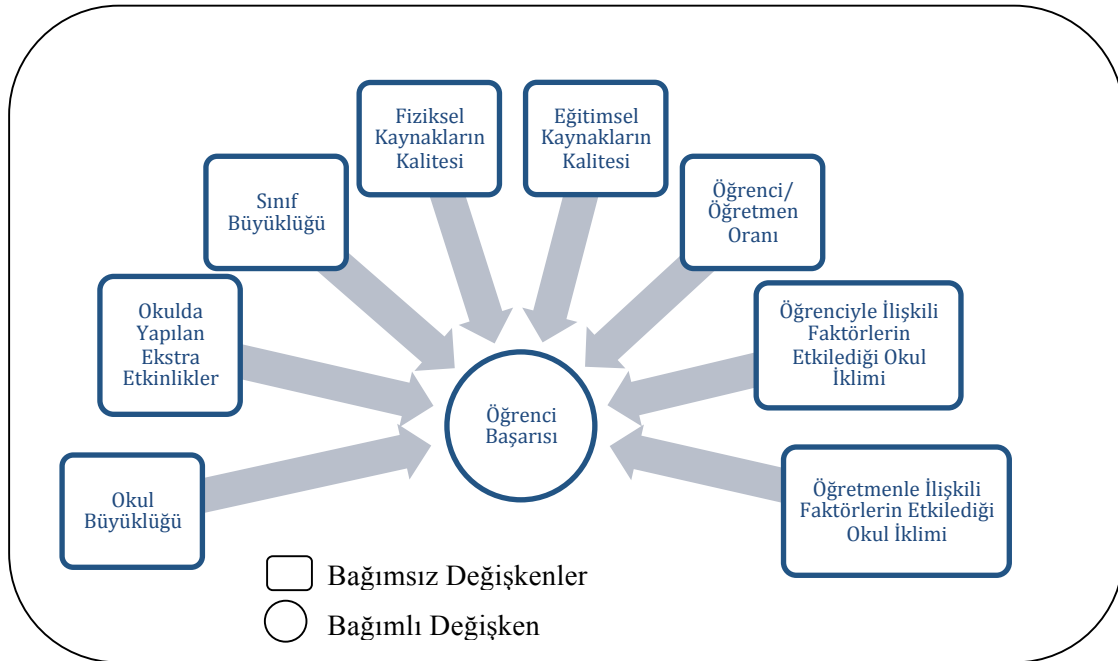 Fiziksel
Kaynakların
Kalitesi
Eğitimsel
Kaynakların
Kalitesi
Sınıf
Büyüklüğü
Öğrenci/
Öğretmen
Oranı
Okulda
Yapılan
Ekstra
Etkinlikler
Öğrenciyle İlişkili
Faktörlerin
Etkilediği Okul
İklimi
Öğrenci
Başarısı
Okul
Büyüklüğü
Öğretmenle İlişkili
Faktörlerin Etkilediği
Okul İklimi
Bağımsız Değişkenler
Bağımlı Değişken